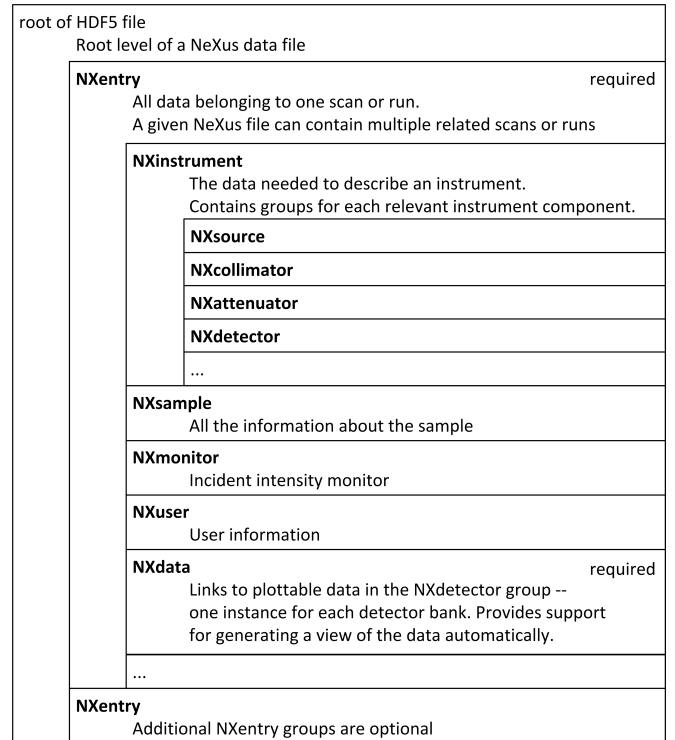 root of HDF5 file
Root level of a NeXus data file
NXentry required
All data belonging to one scan or run.
A given NeXus file can contain multiple related scans or runs
NXinstrument
The data needed to describe an instrument.
Contains groups for each relevant instrument component.
NXsource
NXcollimator
NXattenuator
NXdetector
...
NXsample
All the information about the sample
NXmonitor
Incident intensity monitor
NXuser
User information
NXdata required
Links to plottable data in the NXdetector group --
one instance for each detector bank. Provides support
for generating a view of the data automatically.
...
NXentry
Additional NXentry groups are optional